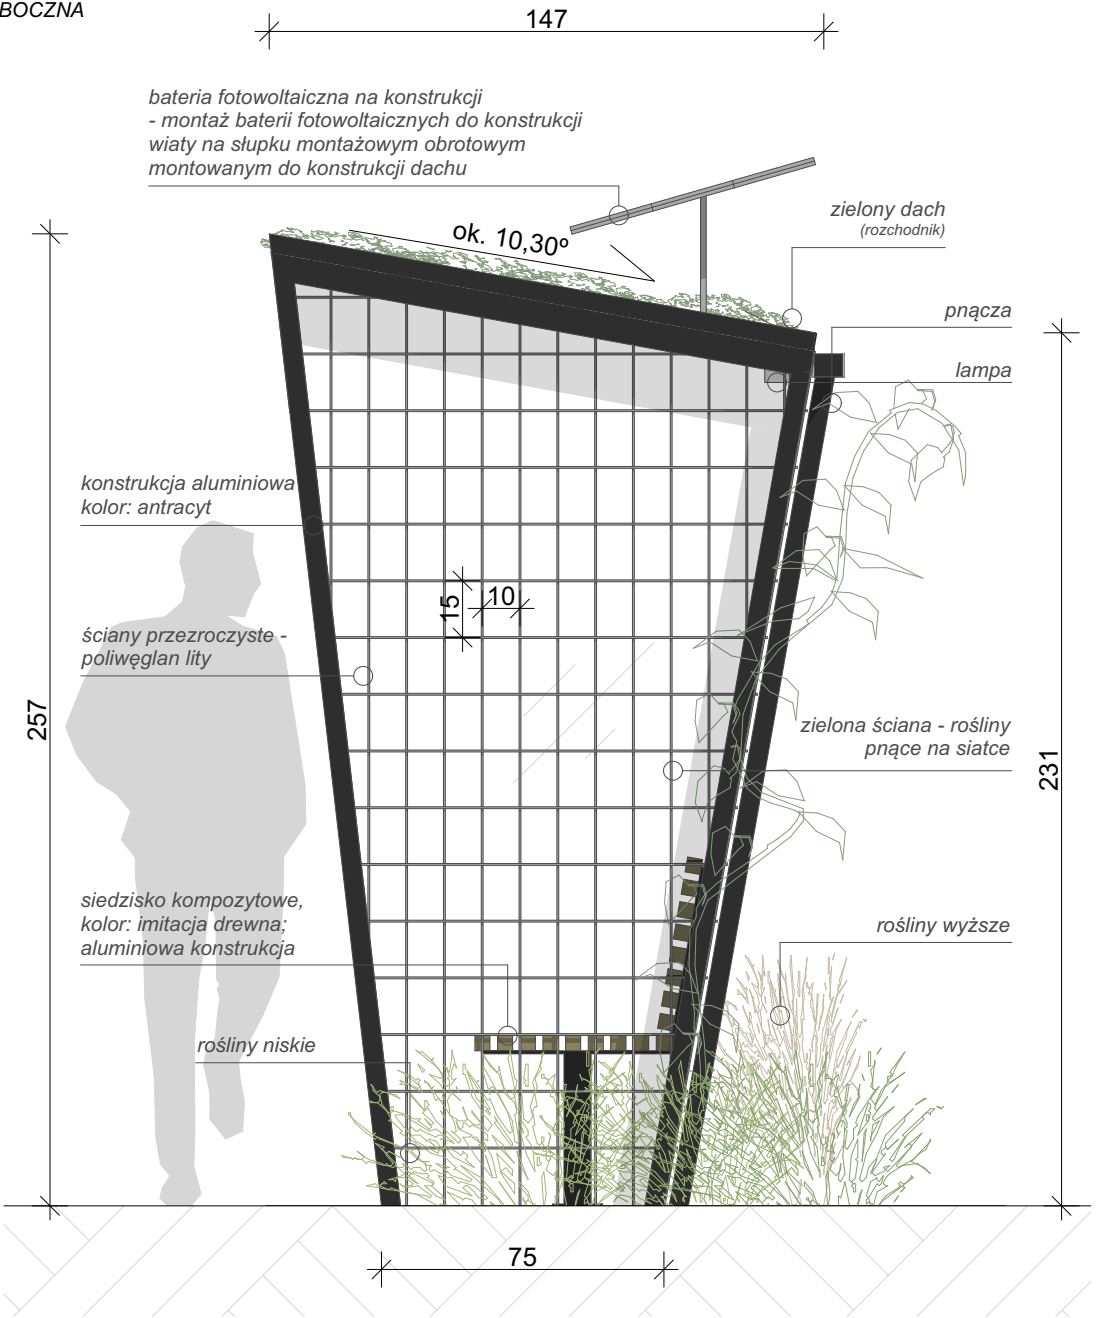 BOCZNA
147
bateria fotowoltaiczna na konstrukcji
- montaż baterii fotowoltaicznych do konstrukcji
wiaty na słupku montażowym obrotowym
montowanym do konstrukcji dachu
zielony dach
(rozchodnik)
ok. 10,30º
pnącza
lampa
konstrukcja aluminiowa
kolor: antracyt
15
10
ściany przezroczyste -
poliwęglan lity
257
zielona ściana - rośliny
pnące na siatce
231
siedzisko kompozytowe,
kolor: imitacja drewna;
aluminiowa konstrukcja
rośliny wyższe
rośliny niskie
75